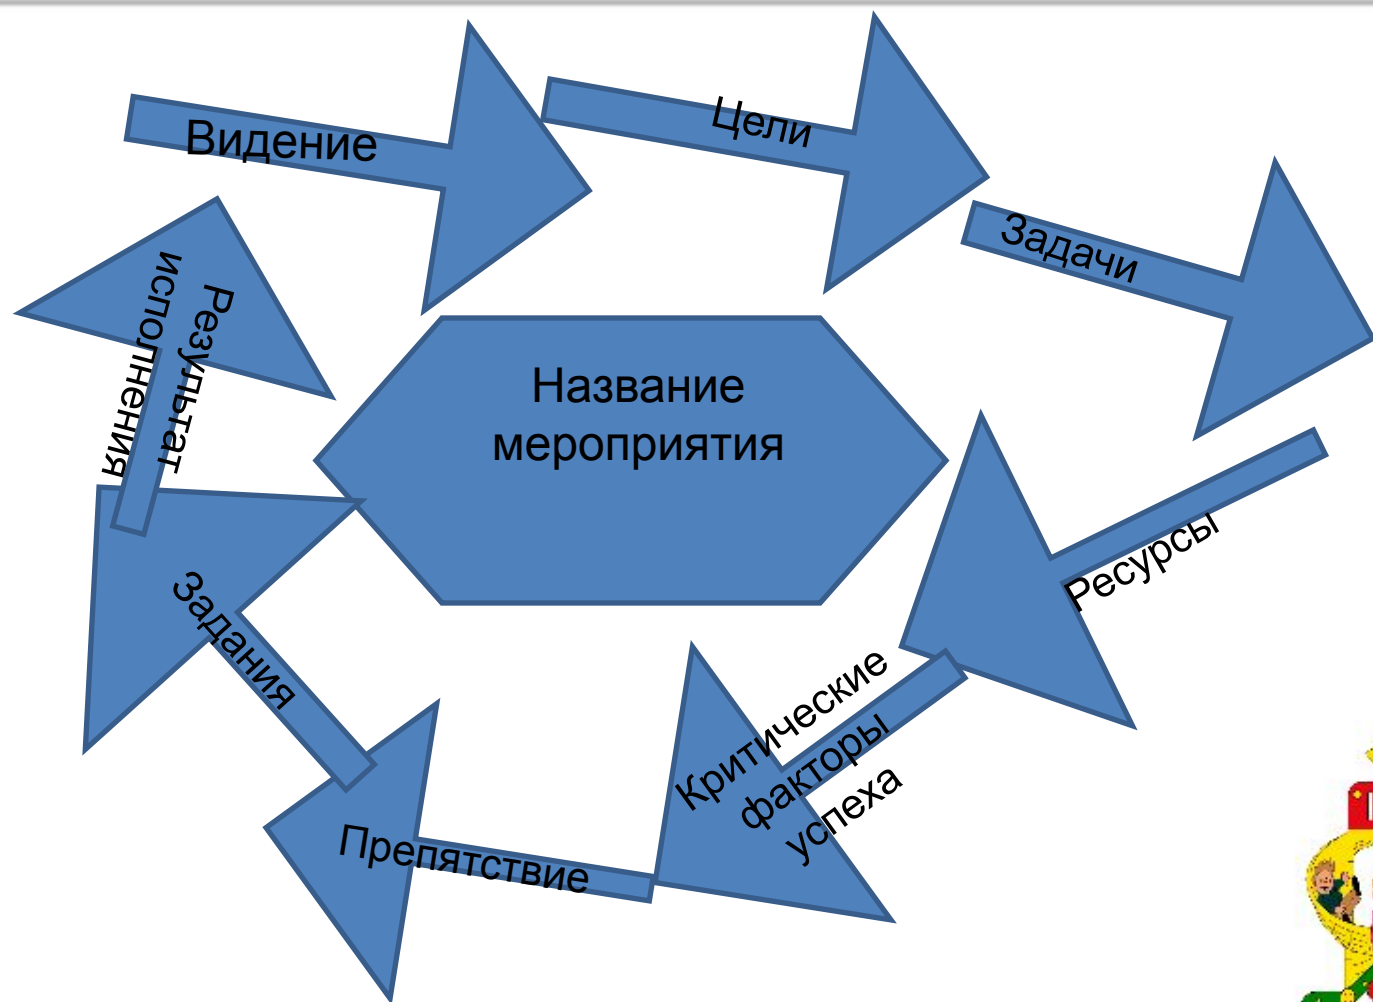 Видение
Цели
Задачи
Ресурсы
Критические
факторы
успеха
Препятствие
Задания
Результат
исполнения
Название
мероприятия